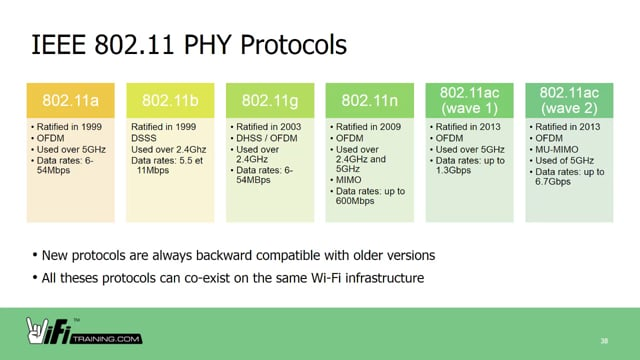 IEEE 802.11 PHY Protocols
802.11a
• Ratified in 1999
• OFDM
• Used over 5GHz
• Data rates: 6-
54Mbps
802.11b
Ratified in 1999
DSSS
Used over 2.4Ghz
Data rates: 5.5 et
11Mbps
802.11g
• Ratified in 2003
• DHSS / OFDM
• Used over
2.4GHz
• Data rates: 6-
54MBps
802.11n
• Ratified in 2009
• OFDM
• Used over
2.4GHz and
5GHz
• MIMO
• Data rates: up to
600Mbps
802.11ac
(wave 1)
• Ratified in 2013
• OFDM
• Used over 5GHz
• Data rates: up to
1.3Gbps
802.11ac
(wave 2)
• Ratified in 2013
• OFDM
• MU-MIMO
• Used of 5GHz
• Data rates: up to
6.7Gbps
• New protocols are always backward compatible with older versions
• All theses protocols can co-exist on the same Wi-Fi infrastructure
WiFi TM
TRAINING.COM
38